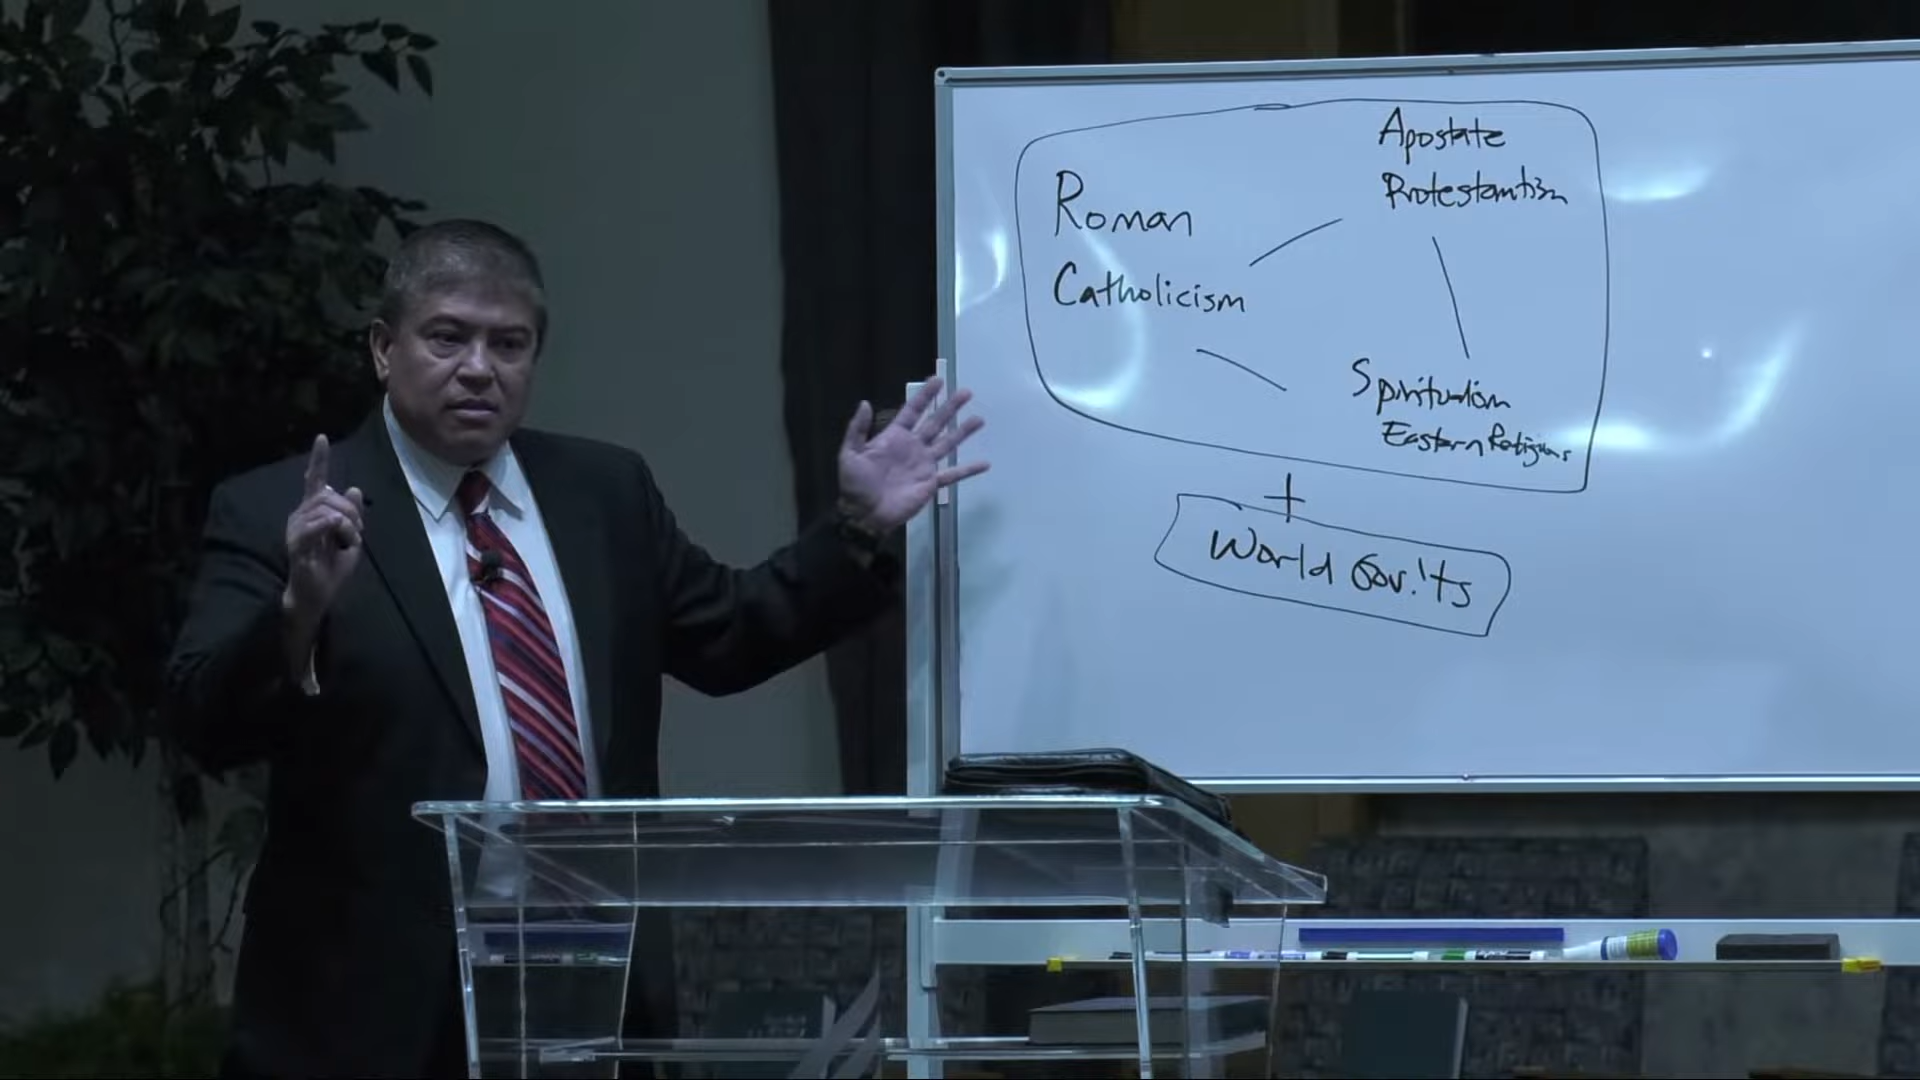 Roman
Catholicism
Apostate
Protestantism
Spiritualism
Eastern Religions
+
World Gov.'ts